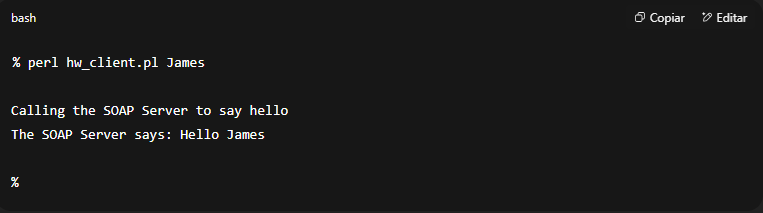 bash
Copiar
Editar
% perl hw_client.pl James
Calling the SOAP Server to say hello
The SOAP Server says: Hello James
%